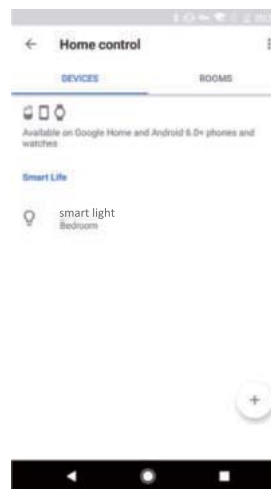 Home control
DEVICES ROOMS
Available on Google Home and Android 6.0+ phones and
watches
Smart Life
smart light
Bedroom